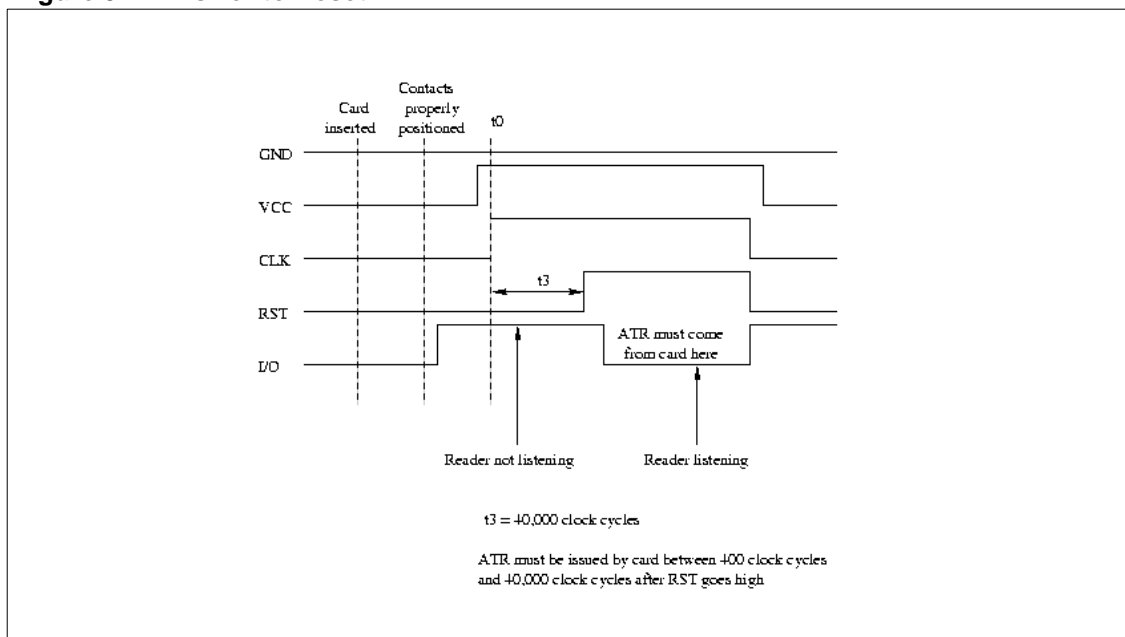 Card
inserted
Contacts
properly
positioned
t0
GND
VCC
CLK
t3
RST
ATR must come
from card here
I/O
Reader not listening
Reader listening
t3 = 40,000 clock cycles
ATR must be issued by card between 400 clock cycles
and 40,000 clock cycles after RST goes high